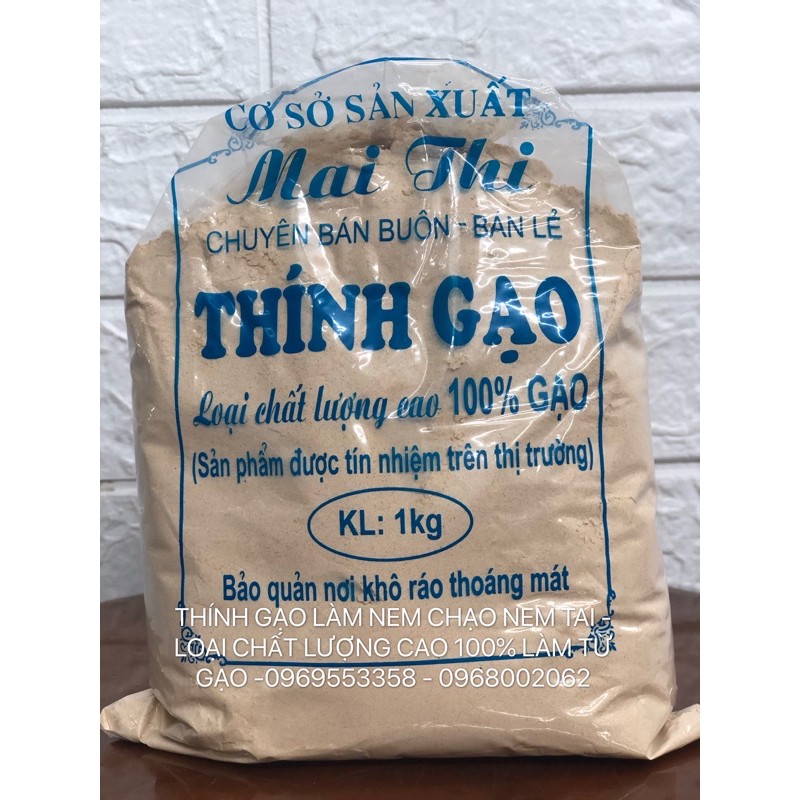 CƠ SỞ SẢN XUẤT
Mai Thi
CHUYÊN BÁN BUÔN - BÁN LẺ
THÍNH GẠO
Loại chất lượng cao 100% GẠO
(Sản phẩm được tín nhiệm trên thị trường)
KL: 1kg
Bảo quản nơi khô ráo thoáng mát
THÍNH GẠO LÀM NEM CHẠO NEM TAI -
LOẠI CHẤT LƯỢNG CAO 100% LÀM TỪ
GẠO -0969553358 - 0968002062